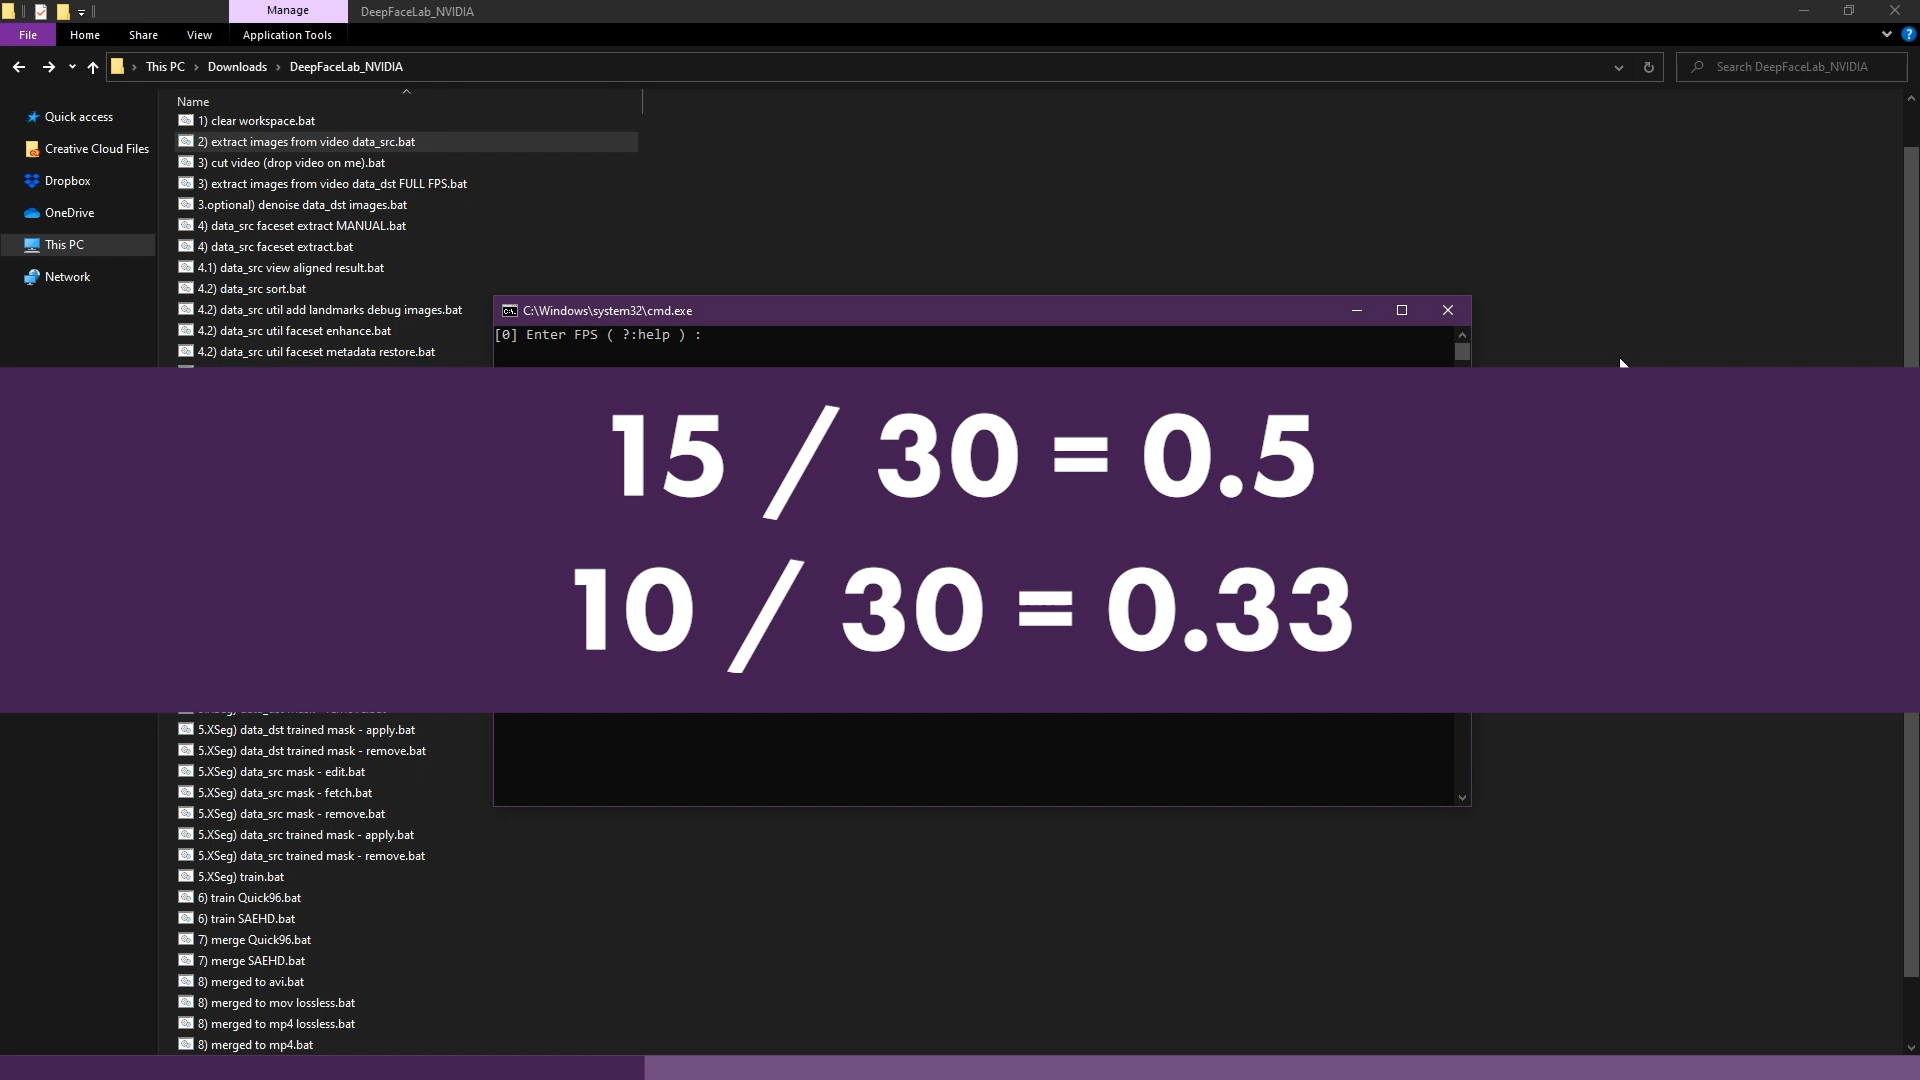 Manage
DeepFaceLab_NVIDIA
File
Home
Share
View
Application Tools
This PC
Downloads
DeepFaceLab_NVIDIA
Search DeepFaceLab_NVIDIA
Quick access
Creative Cloud Files
Dropbox
OneDrive
This PC
Network
Name
1) clear workspace.bat
2) extract images from video data_src.bat
3) cut video (drop video on me).bat
3) extract images from video data_dst FULL FPS.bat
3.optional) denoise data_dst images.bat
4) data_src faceset extract MANUAL.bat
4) data_src faceset extract.bat
4.1) data_src view aligned result.bat
4.2) data_src sort.bat
4.2) data_src util add landmarks debug images.bat
4.2) data_src util faceset enhance.bat
4.2) data_src util faceset metadata restore.bat
C:\Windows\system32\cmd.exe
[0] Enter FPS ( ?:help ) :
15 / 30 = 0.5
10 / 30 = 0.33
5.XSeg) data_dst trained mask - apply.bat
5.XSeg) data_dst trained mask - remove.bat
5.XSeg) data_src mask - edit.bat
5.XSeg) data_src mask - fetch.bat
5.XSeg) data_src mask - remove.bat
5.XSeg) data_src trained mask - apply.bat
5.XSeg) data_src trained mask - remove.bat
5.XSeg) train.bat
6) train Quick96.bat
6) train SAEHD.bat
7) merge Quick96.bat
7) merge SAEHD.bat
8) merged to avi.bat
8) merged to mov lossless.bat
8) merged to mp4 lossless.bat
8) merged to mp4.bat